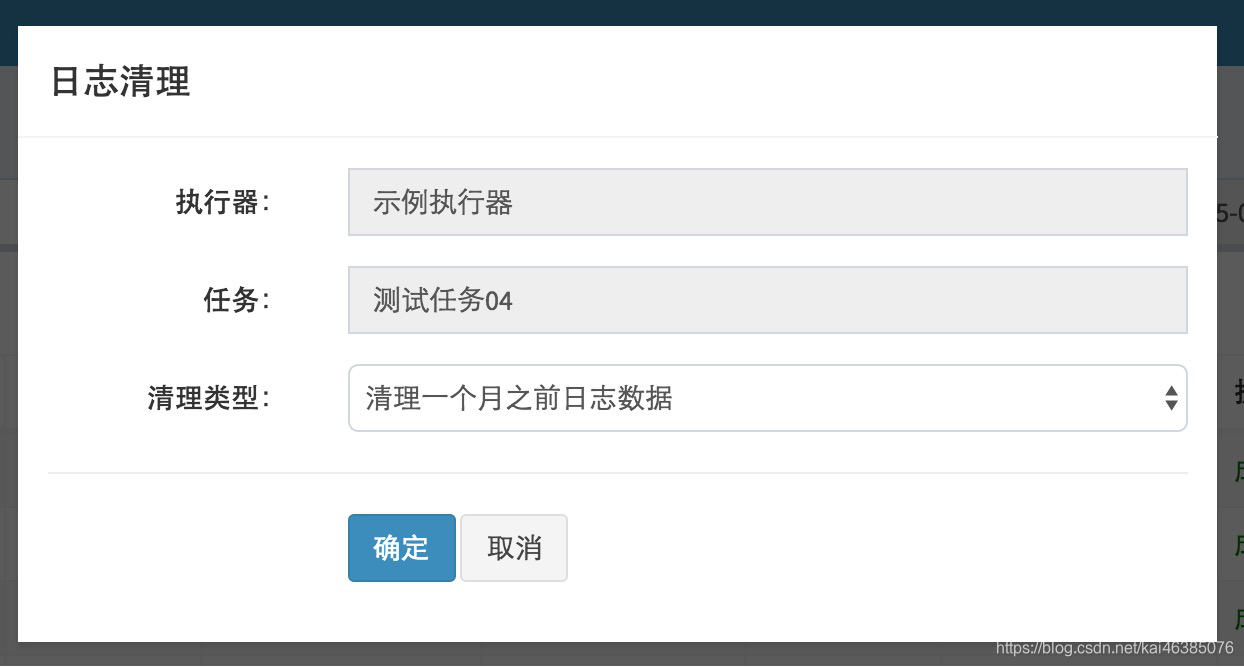 日志清理
执行器：
示例执行器
任务：
测试任务04
清理类型：
清理一个月之前日志数据
确定
取消
https://blog.csdn.net/kai46385076